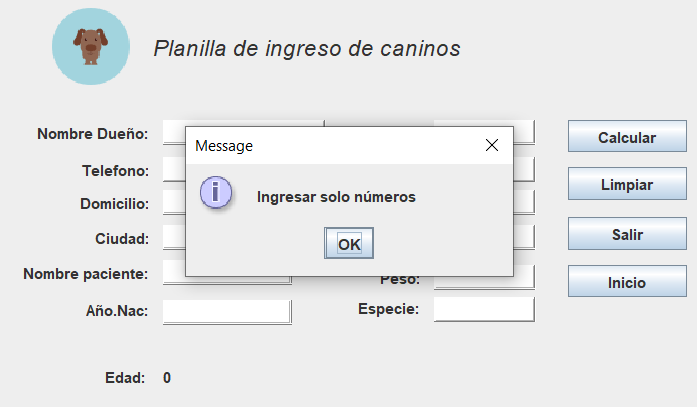 Planilla de ingreso de caninos
Nombre Dueño:
Calcular
Message
Telefono:
Ingresar solo números
Limpiar
Domicilio:
Ciudad:
OK
Salir
Nombre paciente:
Peso:
Inicio
Año.Nac:
Especie:
Edad: 0